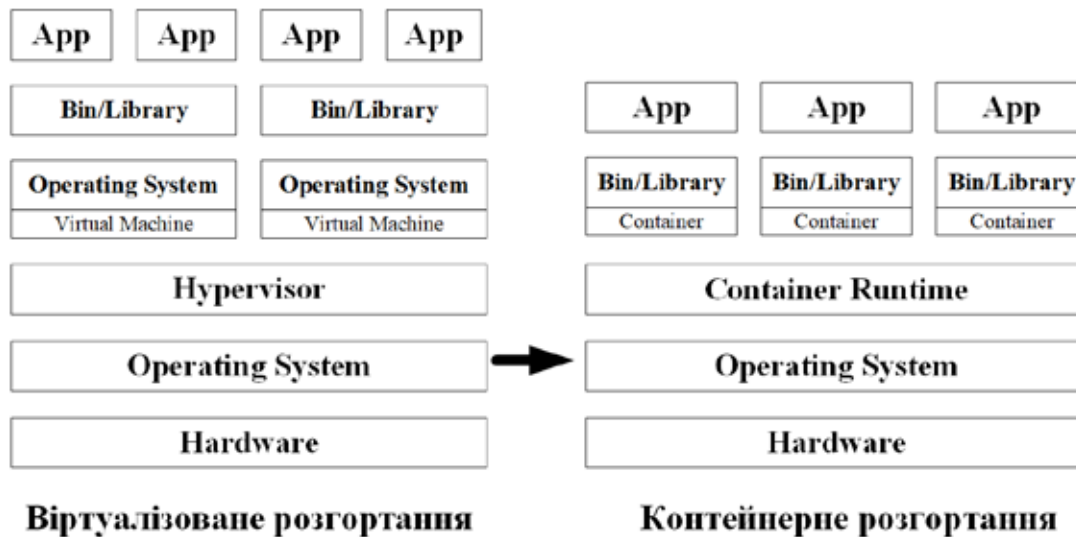 App App App App
Bin/Library Bin/Library
Operating System Operating System
Virtual Machine Virtual Machine
Hypervisor
Operating System
Hardware
Віртуалізоване розгортання
App App App
Bin/Library Bin/Library Bin/Library
Container Container Container
Container Runtime
Operating System
Hardware
Контейнерне розгортання